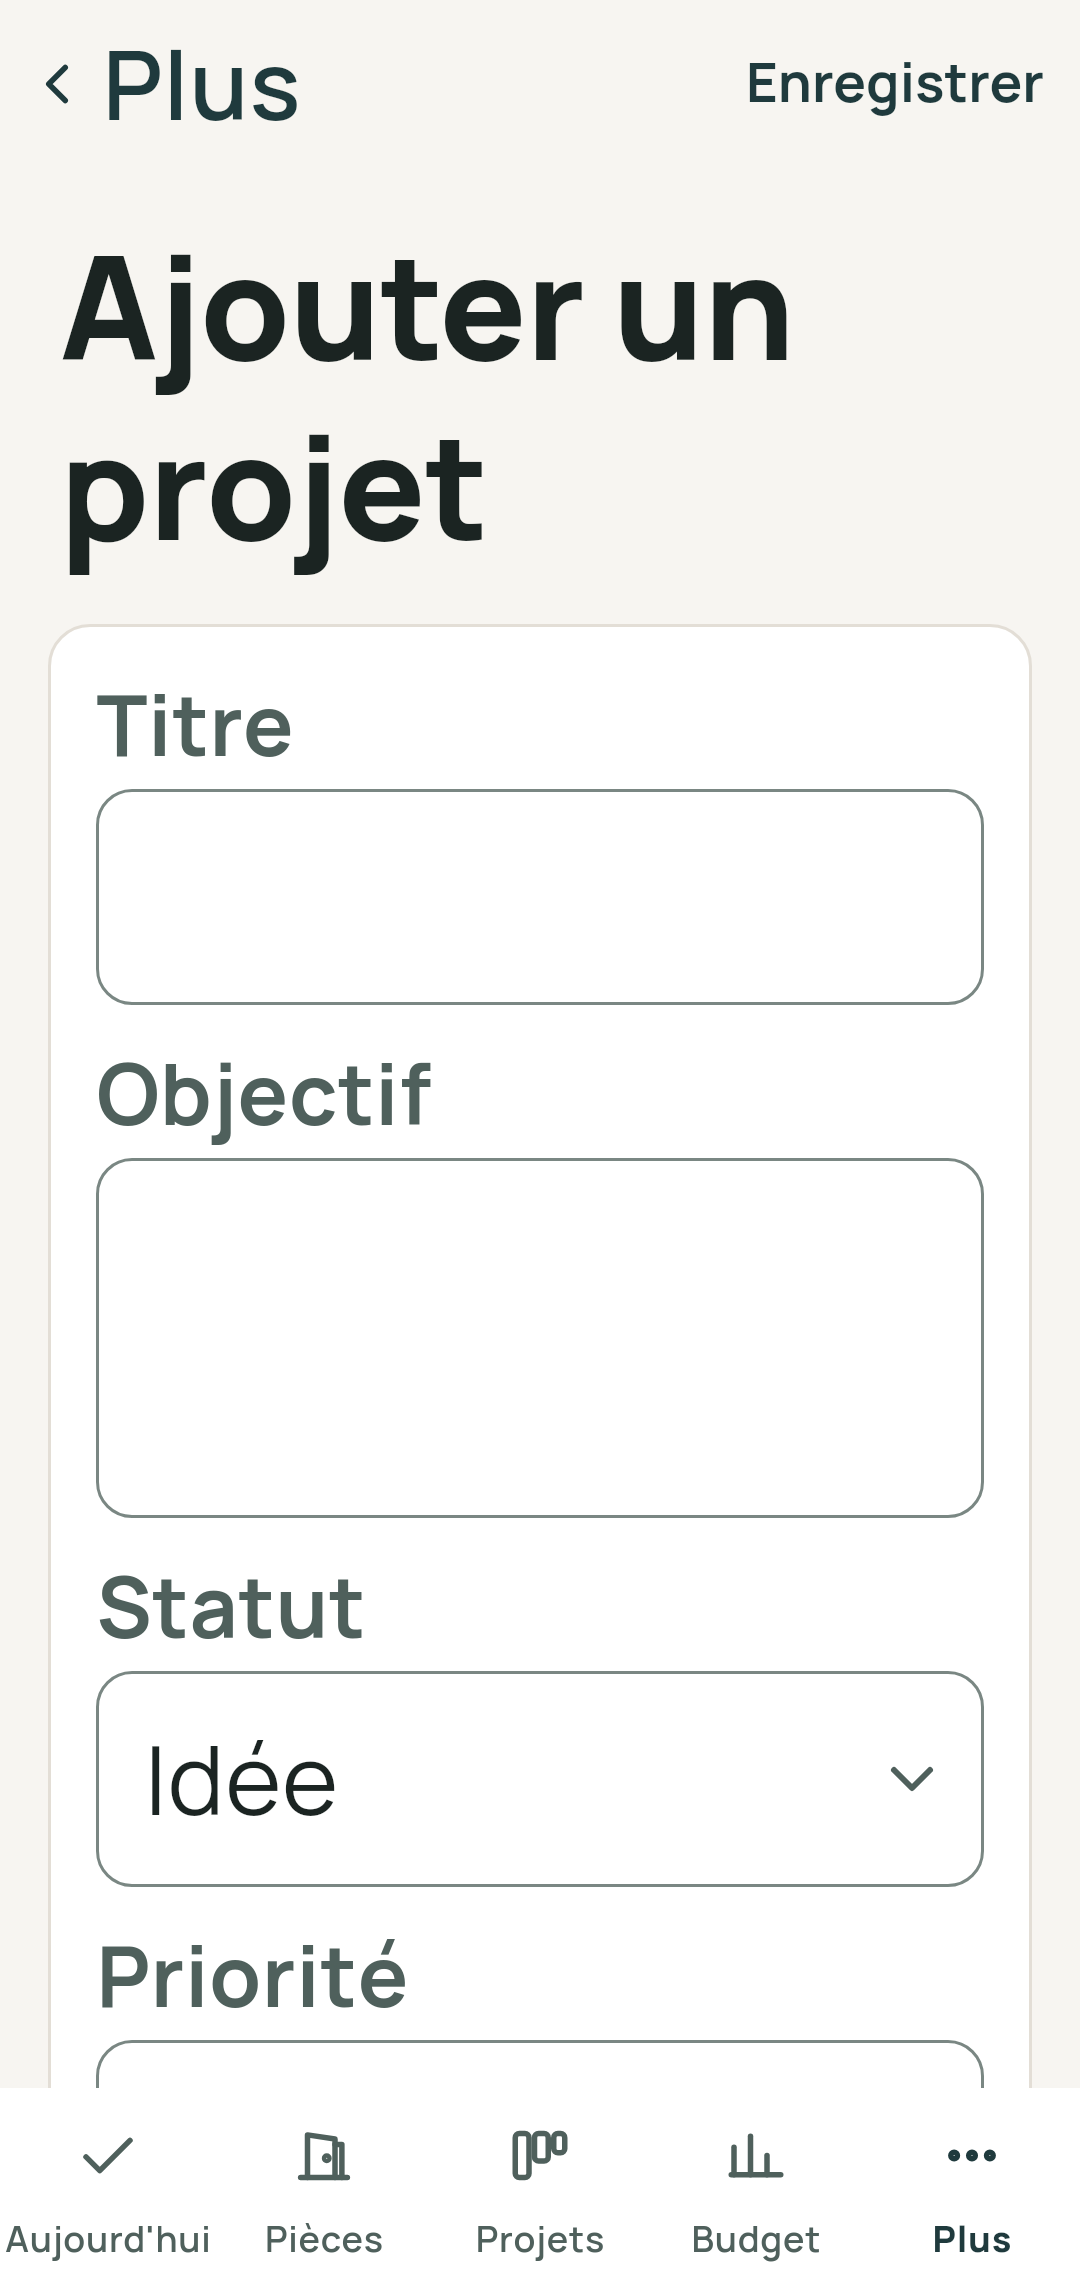 Plus
Enregistrer
Ajouter un
projet
Titre
Objectif
Statut
Idée
Priorité
Aujourd'hui
Pièces
Projets
Budget
Plus